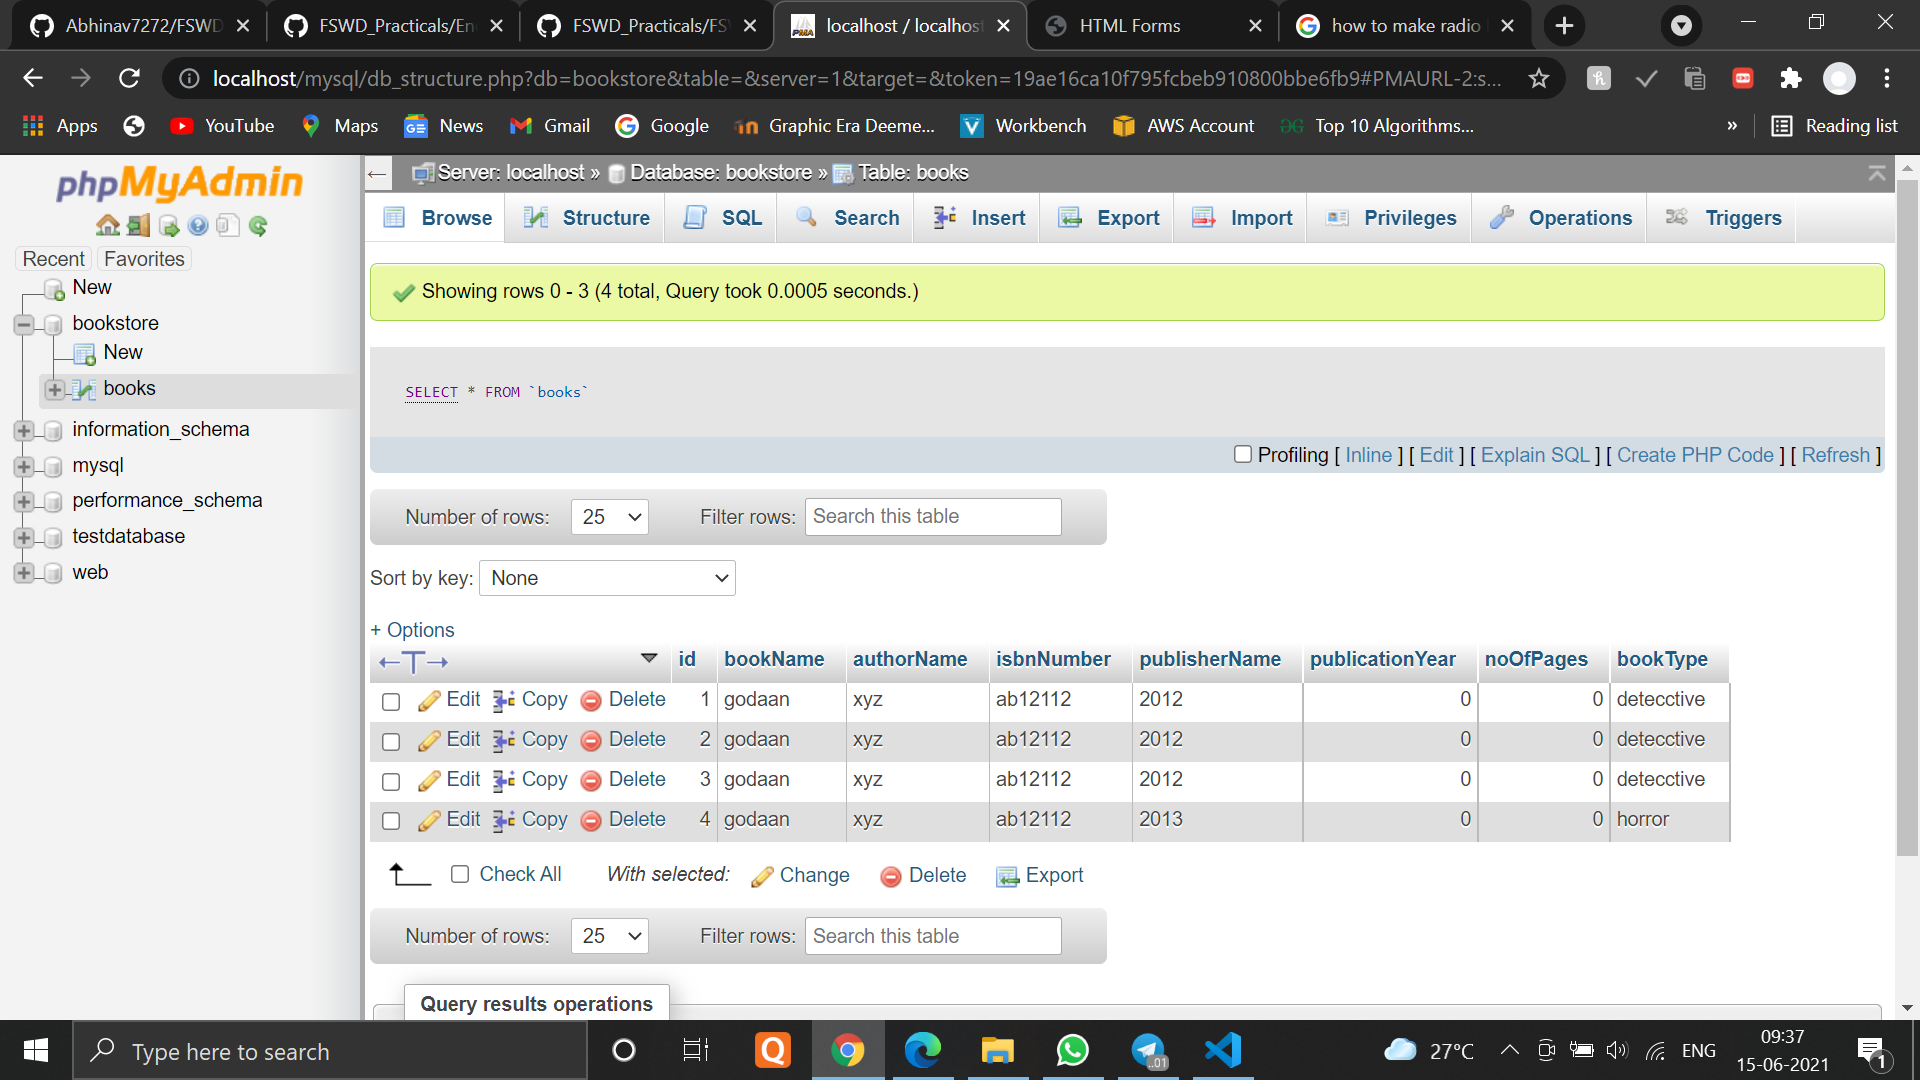 Abhinav7272/FSWD
FSWD_Practicals/En
FSWD_Practicals/FS
localhost / localhost
HTML Forms
how to make radio
localhost/mysql/db_structure.php?db=bookstore&table=&server=1&target=&token=19ae16ca10f795fcbeb910800bbe6fb9#PMAURL-2:s...
Apps YouTube Maps News Gmail Google Graphic Era Deeme... Workbench AWS Account Top 10 Algorithms... » Reading list
phpMyAdmin
Recent Favorites
New
bookstore
New
books
information_schema
mysql
performance_schema
testdatabase
web
Server: localhost » Database: bookstore » Table: books
Browse Structure SQL Search Insert Export Import Privileges Operations Triggers
Showing rows 0 - 3 (4 total, Query took 0.0005 seconds.)
SELECT * FROM `books`
Profiling [ Inline ] [ Edit ] [ Explain SQL ] [ Create PHP Code ] [ Refresh ]
Number of rows: 25 Filter rows: Search this table
Sort by key: None
+ Options
←T→ id bookName authorName isbnNumber publisherName publicationYear noOfPages bookType
Edit Copy Delete 1 godaan xyz ab12112 2012 0 0 detecctive
Edit Copy Delete 2 godaan xyz ab12112 2012 0 0 detecctive
Edit Copy Delete 3 godaan xyz ab12112 2012 0 0 detecctive
Edit Copy Delete 4 godaan xyz ab12112 2013 0 0 horror
Check All With selected: Change Delete Export
Number of rows: 25 Filter rows: Search this table
Query results operations
Type here to search
27°C
ENG
09:37
15-06-2021
1